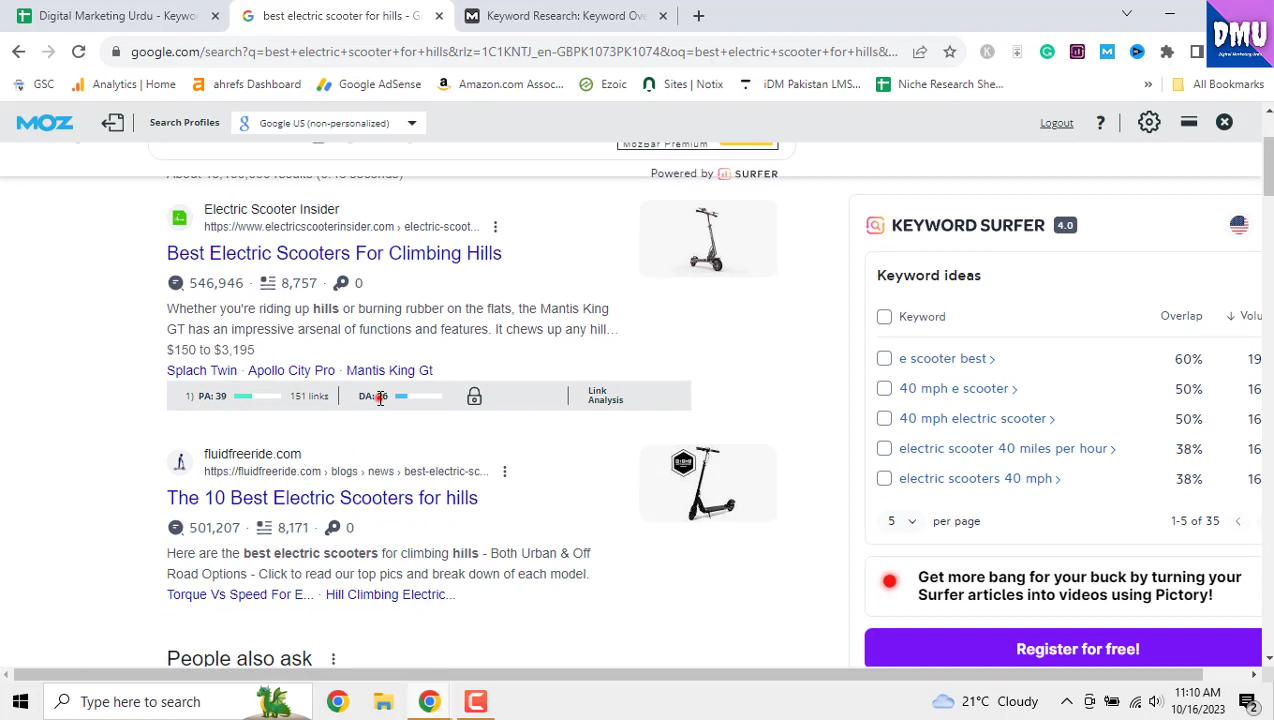 Digital Marketing Urdu - Keywo
best electric scooter for hills - G
Keyword Research: Keyword Ov
DMU
google.com/search?q=best+electric+scooter+for+hills&rlz=1C1KNTJ_en-GBPK1073PK1074&oq=best+electric+scooter+for+hills&...
GSC
Analytics | Home
ahrefs Dashboard
Google AdSense
Amazon.com Assoc...
Ezoic
Sites | Notix
iDM Pakistan LMS...
Niche Research She...
»
All Bookmarks
MOZ
Search Profiles
Google US (non-personalized)
Logout
?
MozBar Premium
Powered by SURFER
Electric Scooter Insider
https://www.electricscooterinsider.com › electric-scoot...
Best Electric Scooters For Climbing Hills
546,946 · 8,757 · 0
Whether you're riding up hills or burning rubber on the flats, the Mantis King
GT has an impressive arsenal of functions and features. It chews up any hill...
$150 to $3,195
Splach Twin · Apollo City Pro · Mantis King Gt
1) PA: 39 151 links DA: Link Analysis
fluidfreeride.com
https://fluidfreeride.com › blogs › news › best-electric-sc...
The 10 Best Electric Scooters for hills
501,207 · 8,171 · 0
Here are the best electric scooters for climbing hills - Both Urban & Off
Road Options - Click to read our top pics and break down of each model.
Torque Vs Speed For E... · Hill Climbing Electric...
People also ask
KEYWORD SURFER 4.0
Keyword ideas
Keyword Overlap ↓ Volu
e scooter best > 60% 19
40 mph e scooter > 50% 16
40 mph electric scooter > 50% 16
electric scooter 40 miles per hour > 38% 16
electric scooters 40 mph > 38% 16
5 per page 1-5 of 35
Get more bang for your buck by turning your
Surfer articles into videos using Pictory!
Register for free!
Type here to search
21°C Cloudy
11:10 AM
10/16/2023
2